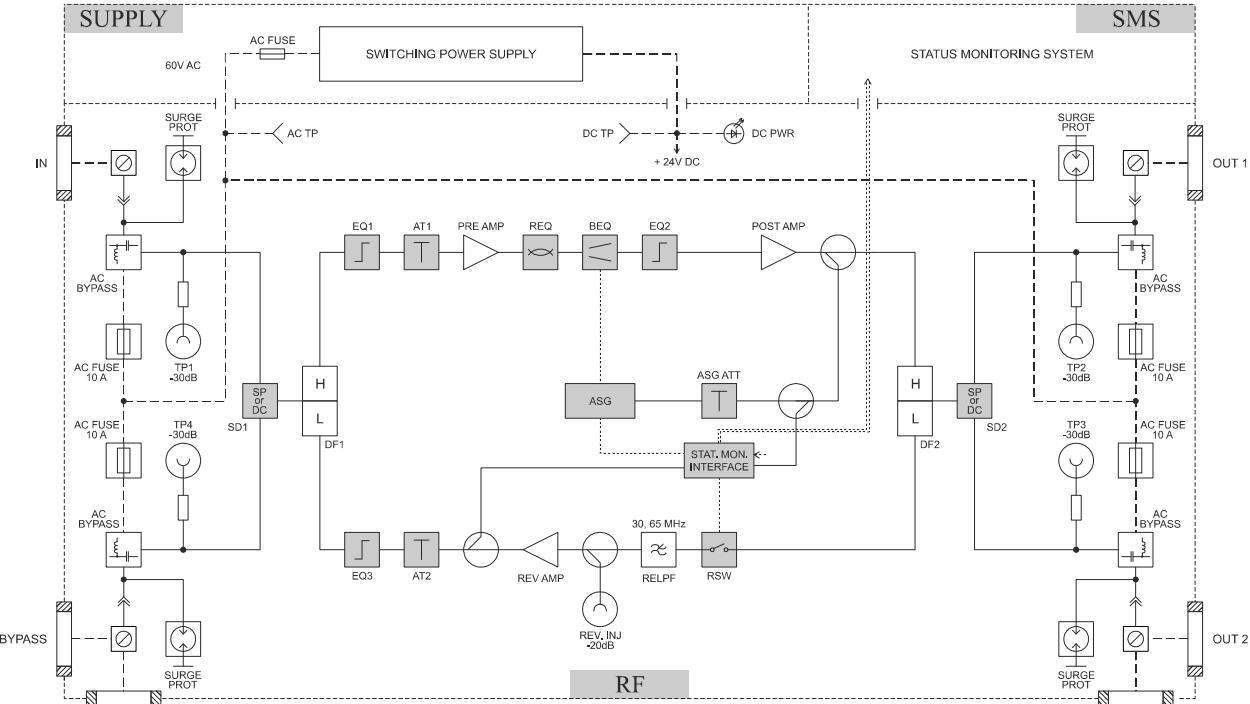 SUPPLY
SMS
AC FUSE
60V AC
SWITCHING POWER SUPPLY
STATUS MONITORING SYSTEM
SURGE
PROT
AC TP
DC TP
DC PWR
+ 24V DC
SURGE
PROT
IN
OUT 1
EQ1
AT1
PRE AMP
REQ
BEQ
EQ2
POST AMP
AC
BYPASS
AC
BYPASS
AC FUSE
10 A
TP1
-30dB
TP2
-30dB
AC FUSE
10 A
H
L
DF1
SP
or
DC
SD1
ASG
ASG ATT
H
L
DF2
SP
or
DC
SD2
AC FUSE
10 A
TP4
-30dB
TP3
-30dB
AC FUSE
10 A
STAT. MON.
INTERFACE
AC
BYPASS
AC
BYPASS
30, 65 MHz
EQ3
AT2
REV AMP
RELPF
RSW
REV. INJ
-20dB
BYPASS
OUT 2
SURGE
PROT
SURGE
PROT
RF